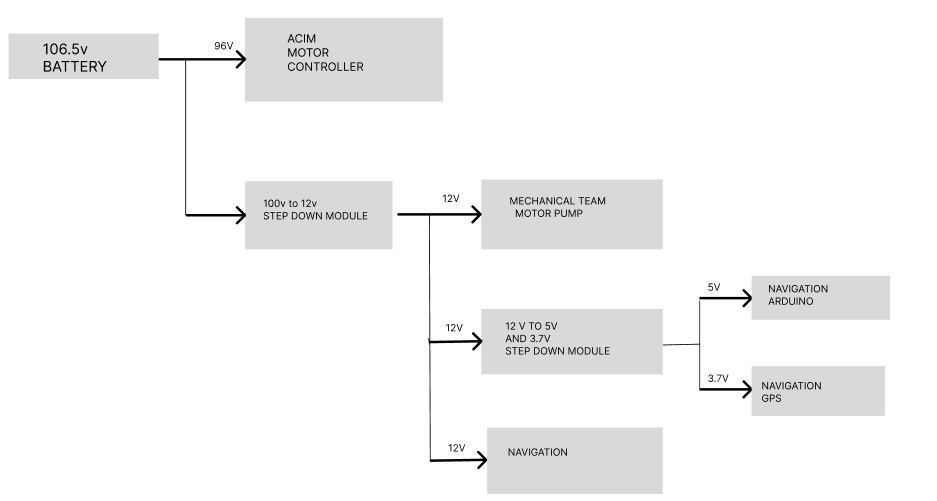 106.5v
BATTERY
96V
ACIM
MOTOR
CONTROLLER
100v to 12v
STEP DOWN MODULE
12V
MECHANICAL TEAM
MOTOR PUMP
12V
12 V TO 5V
AND 3.7V
STEP DOWN MODULE
5V
NAVIGATION
ARDUINO
3.7V
NAVIGATION
GPS
12V
NAVIGATION